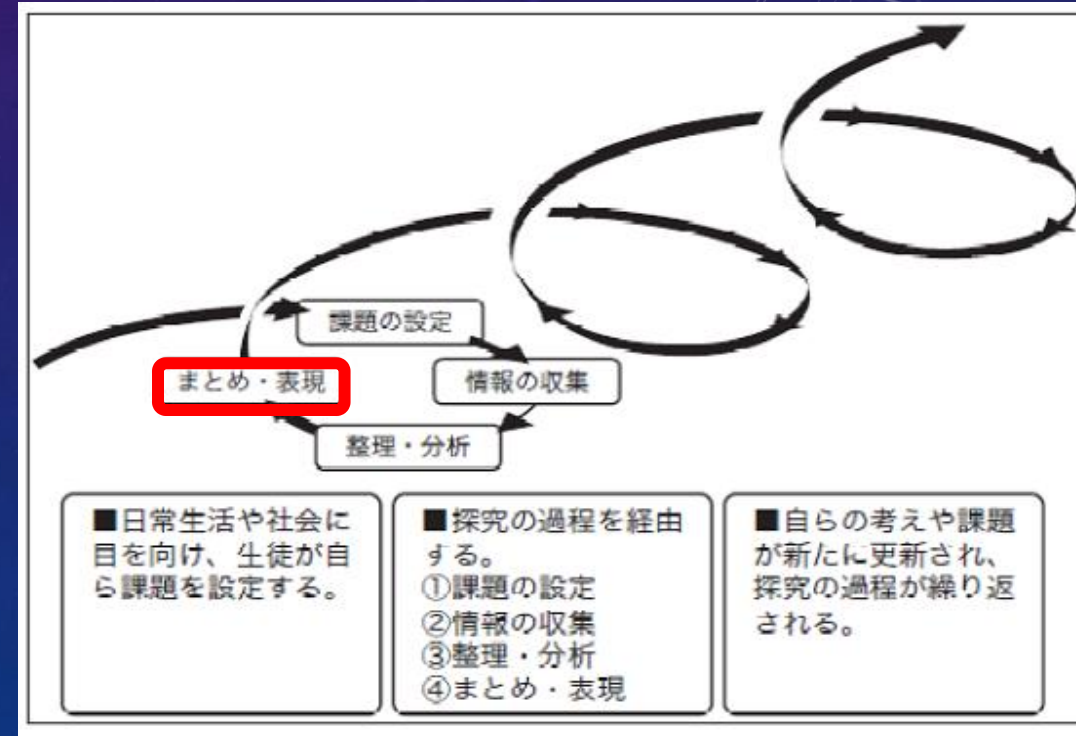 課題の設定
まとめ・表現
情報の収集
整理・分析
■日常生活や社会に
目を向け、生徒が自
ら課題を設定する。
■探究の過程を経由
する。
①課題の設定
②情報の収集
③整理・分析
④まとめ・表現
■自らの考えや課題
が新たに更新され、
探究の過程が繰り返
される。